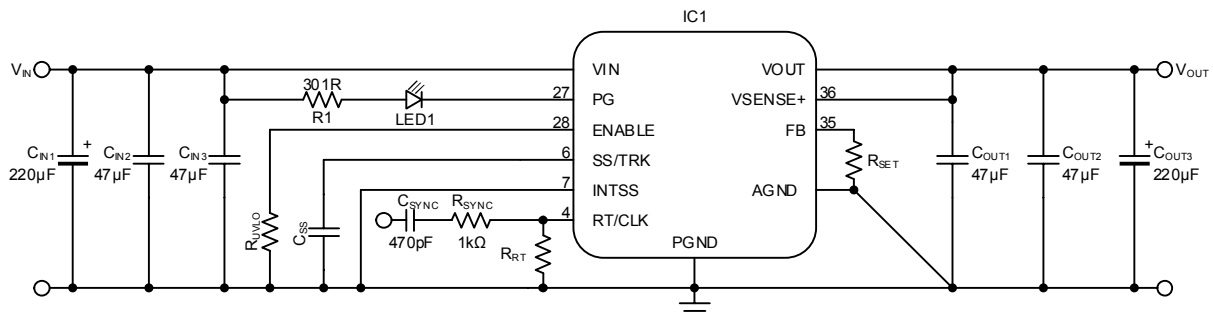 IC1
VIN
VIN
VOUT
VOUT
301R
R1
LED1
27
PG
VSENSE+
36
28
ENABLE
FB
35
RSET
6
SS/TRK
7
INTSS
AGND
4
RT/CLK
PGND
CIN1
+
220µF
CIN2
47µF
CIN3
47µF
RUVLO
CSS
CSYNC
470pF
RSYNC
1kΩ
RRT
COUT1
47µF
COUT2
47µF
+
COUT3
220µF